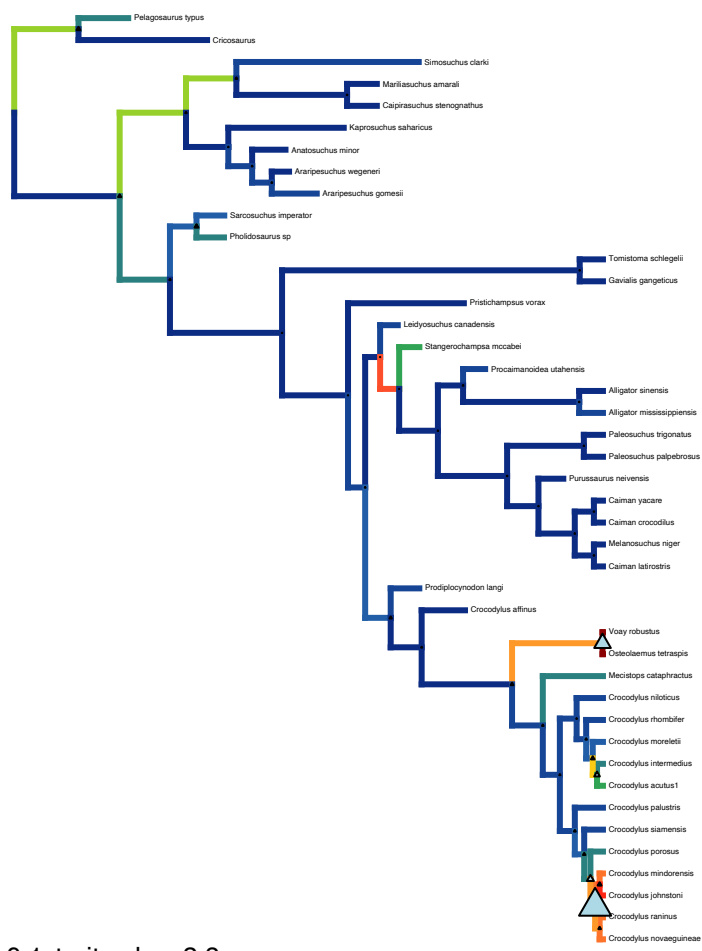 Pelagosaurus typus
Cricosaurus
Simosuchus clarki
Mariliasuchus amarali
Caipirasuchus stenognathus
Kaprosuchus saharicus
Anatosuchus minor
Araripesuchus wegeneri
Araripesuchus gomesii
Sarcosuchus imperator
Pholidosaurus sp
Tomistoma schlegelii
Gavialis gangeticus
Pristichampsus vorax
Leidyosuchus canadensis
Stangerochampsa mccabei
Procaimanoidea utahensis
Alligator sinensis
Alligator mississippiensis
Paleosuchus trigonatus
Paleosuchus palpebrosus
Purussaurus neivensis
Caiman yacare
Caiman crocodilus
Melanosuchus niger
Caiman latirostris
Prodiplocynodon langi
Crocodylus affinus
Voay robustus
Osteolaemus tetraspis
Mecistops cataphractus
Crocodylus niloticus
Crocodylus rhombifer
Crocodylus moreletii
Crocodylus intermedius
Crocodylus acutus1
Crocodylus palustris
Crocodylus siamensis
Crocodylus porosus
Crocodylus mindorensis
Crocodylus johnstoni
Crocodylus raninus
Crocodylus novaeguineae